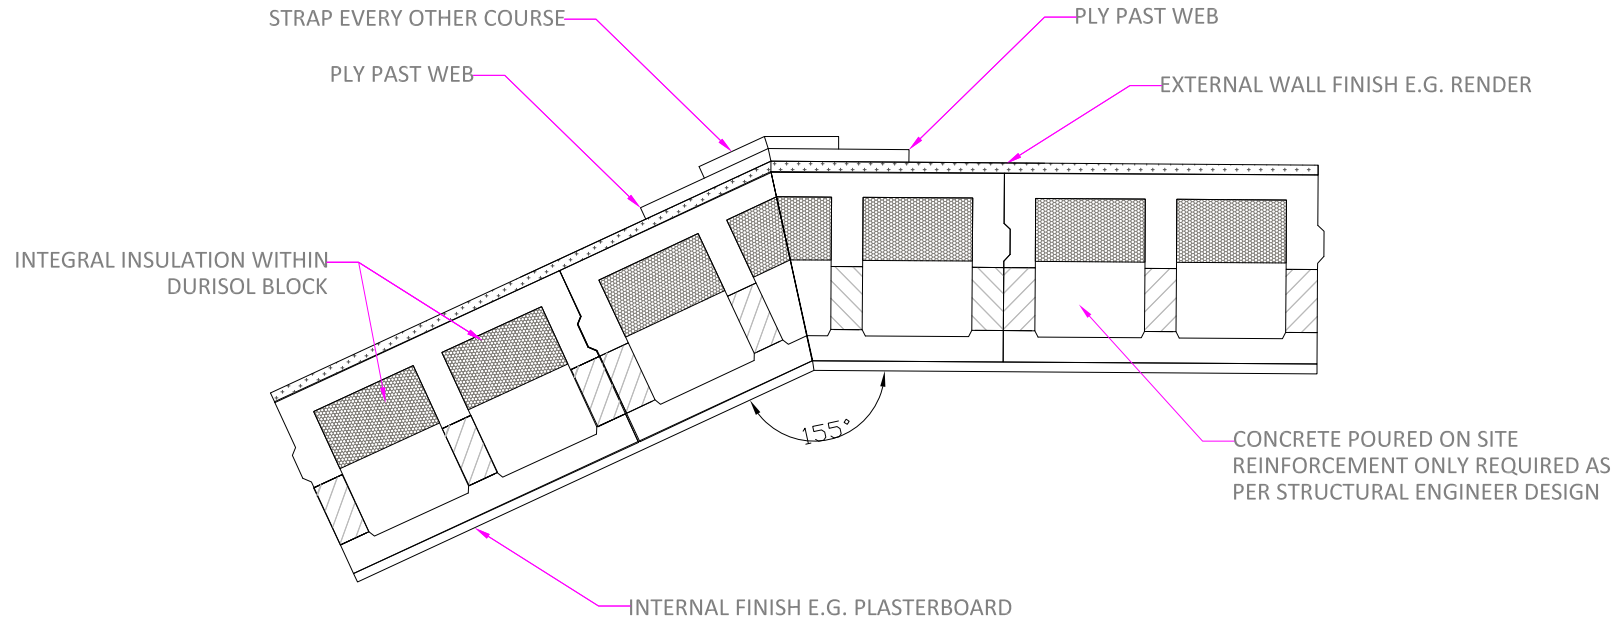 STRAP EVERY OTHER COURSE
PLY PAST WEB
PLY PAST WEB
EXTERNAL WALL FINISH E.G. RENDER
INTEGRAL INSULATION WITHIN
DURISOL BLOCK
155°
CONCRETE POURED ON SITE
REINFORCEMENT ONLY REQUIRED AS
PER STRUCTURAL ENGINEER DESIGN
INTERNAL FINISH E.G. PLASTERBOARD